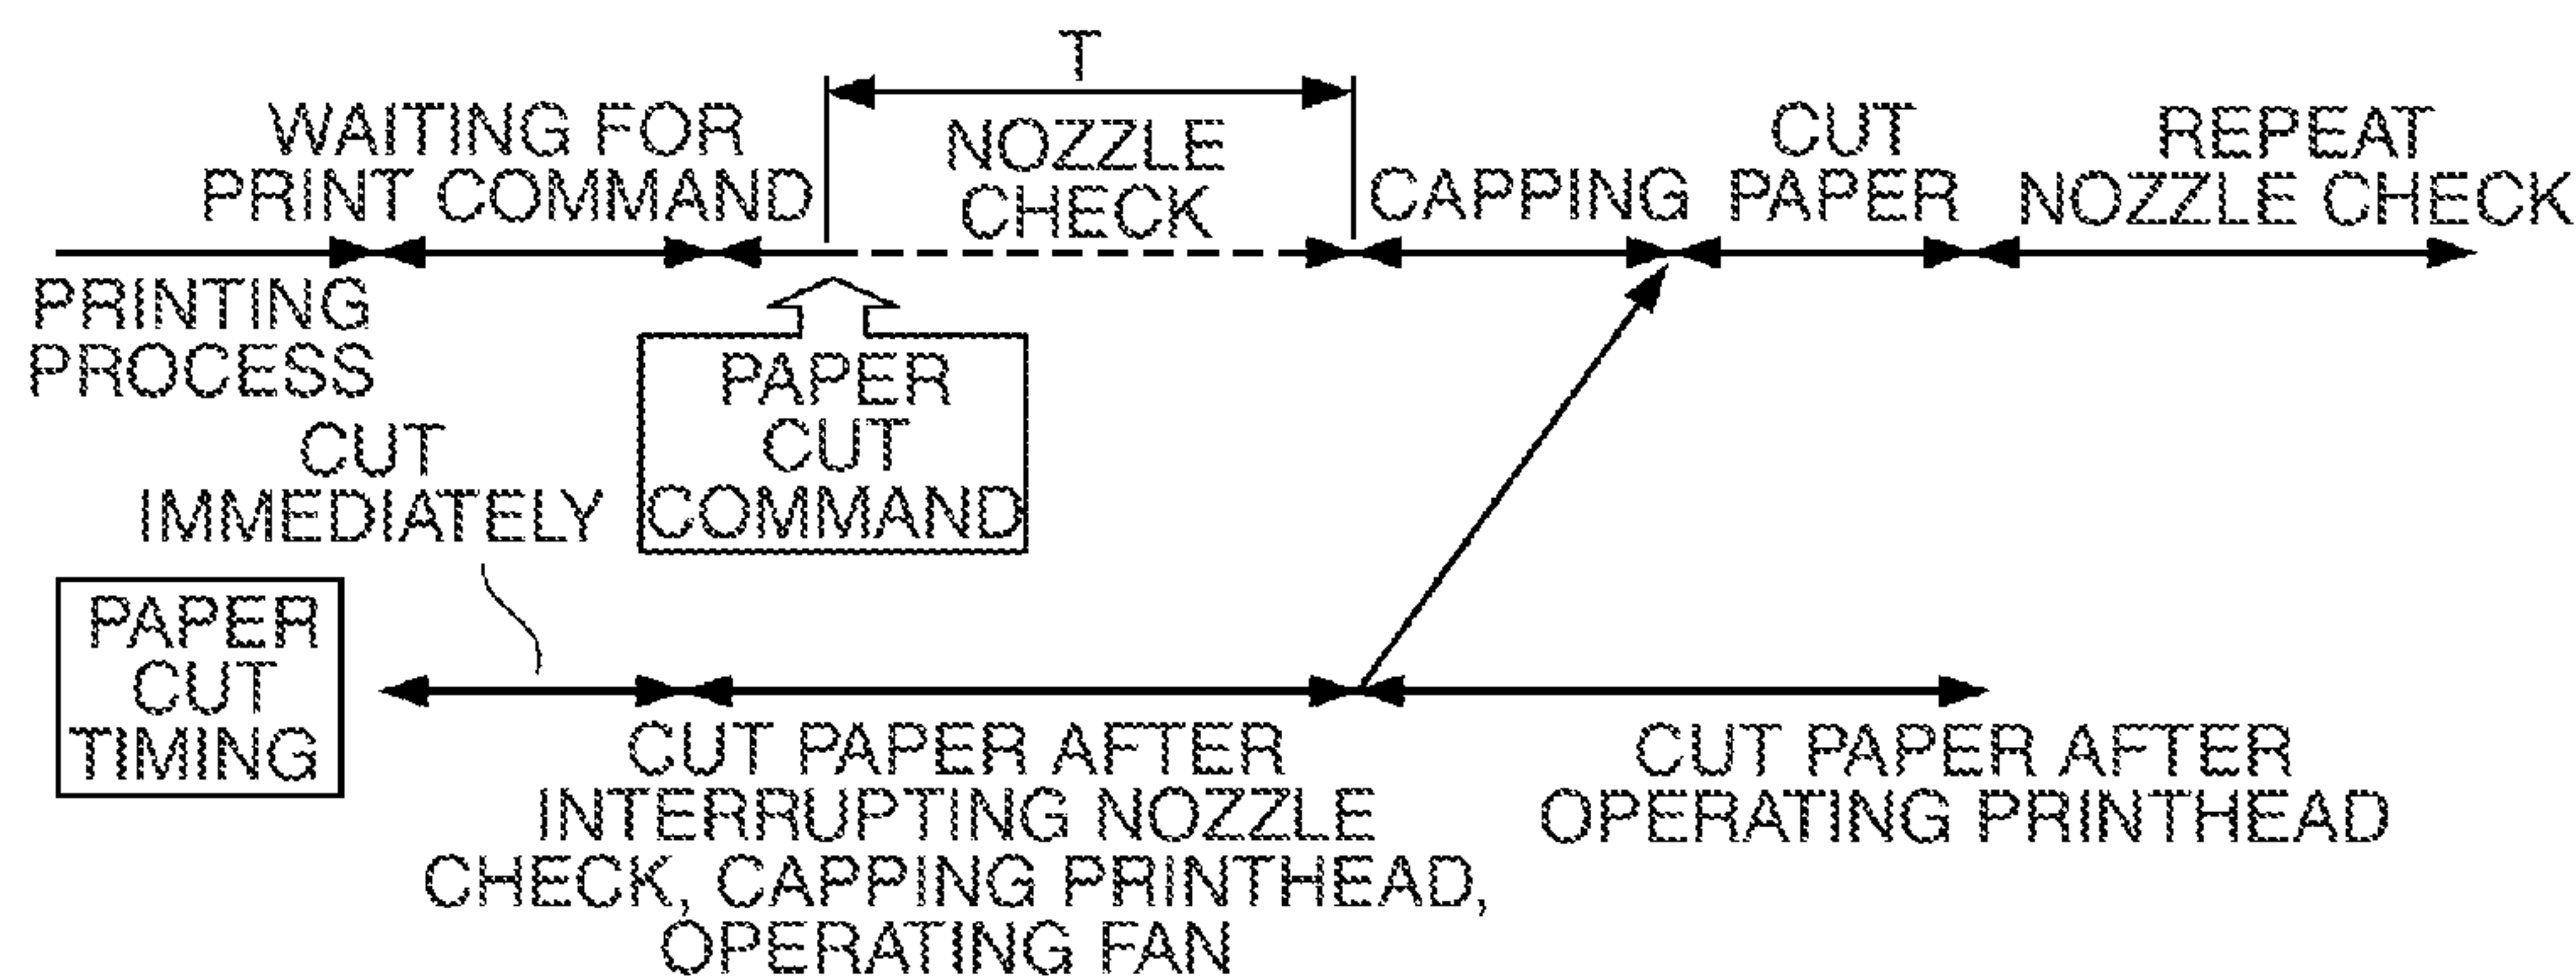 T
WAITING FOR
PRINT COMMAND
NOZZLE
CHECK
CAPPING
CUT
PAPER
REPEAT
NOZZLE CHECK
PRINTING
PROCESS
PAPER
CUT
COMMAND
CUT
IMMEDIATELY
PAPER
CUT
TIMING
CUT PAPER AFTER
INTERRUPTING NOZZLE
CHECK, CAPPING PRINTHEAD,
OPERATING FAN
CUT PAPER AFTER
OPERATING PRINTHEAD